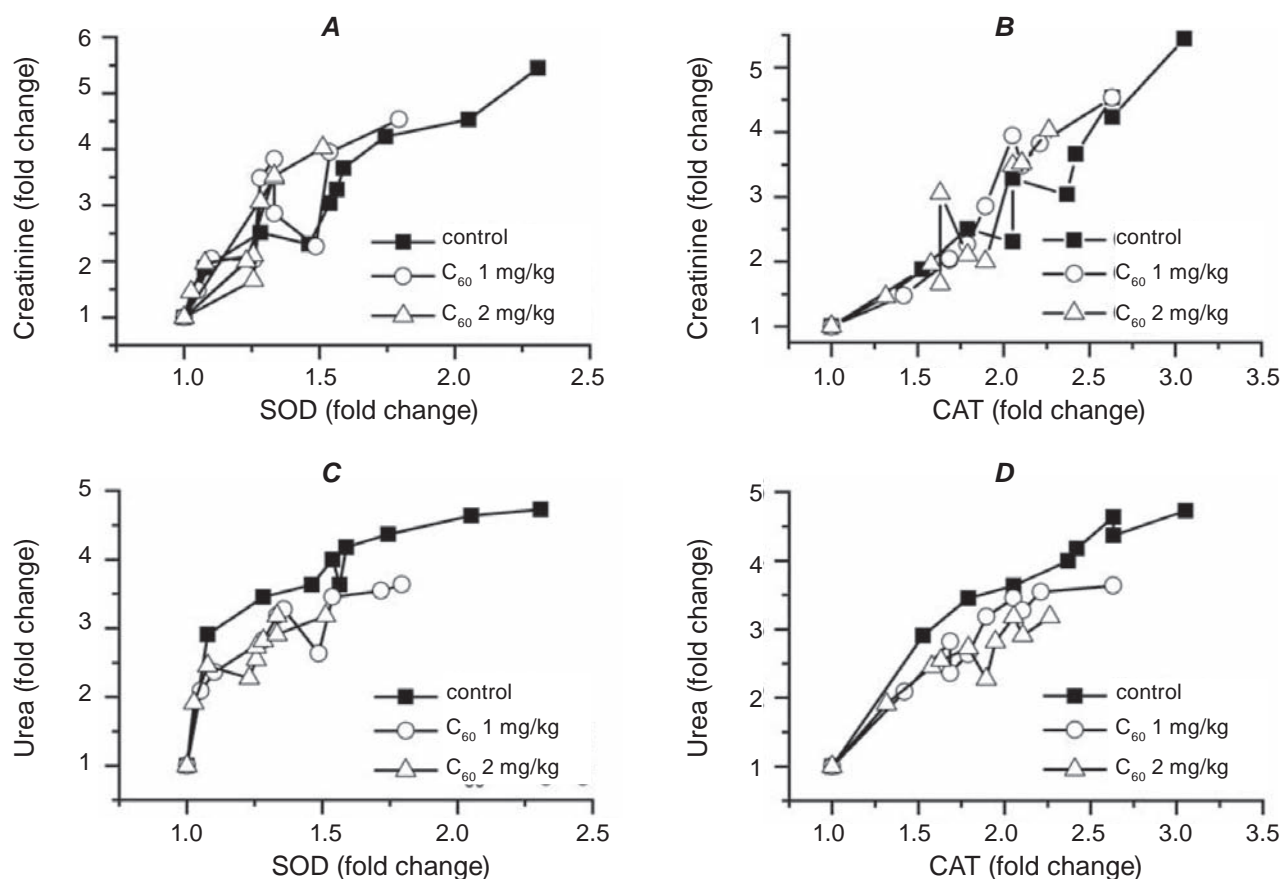 A
Creatinine (fold change)
6
5
4
3
2
1
control
C₆₀ 1 mg/kg
C₆₀ 2 mg/kg
1.0 1.5 2.0 2.5
SOD (fold change)
B
Creatinine (fold change)
5
4
3
2
1
control
C₆₀ 1 mg/kg
C₆₀ 2 mg/kg
1.0 1.5 2.0 2.5 3.0 3.5
CAT (fold change)
C
Urea (fold change)
5
4
3
2
1
control
C₆₀ 1 mg/kg
C₆₀ 2 mg/kg
1.0 1.5 2.0 2.5
SOD (fold change)
D
Urea (fold change)
5
4
3
2
1
control
C₆₀ 1 mg/kg
C₆₀ 2 mg/kg
1.0 1.5 2.0 2.5 3.0 3.5
CAT (fold change)